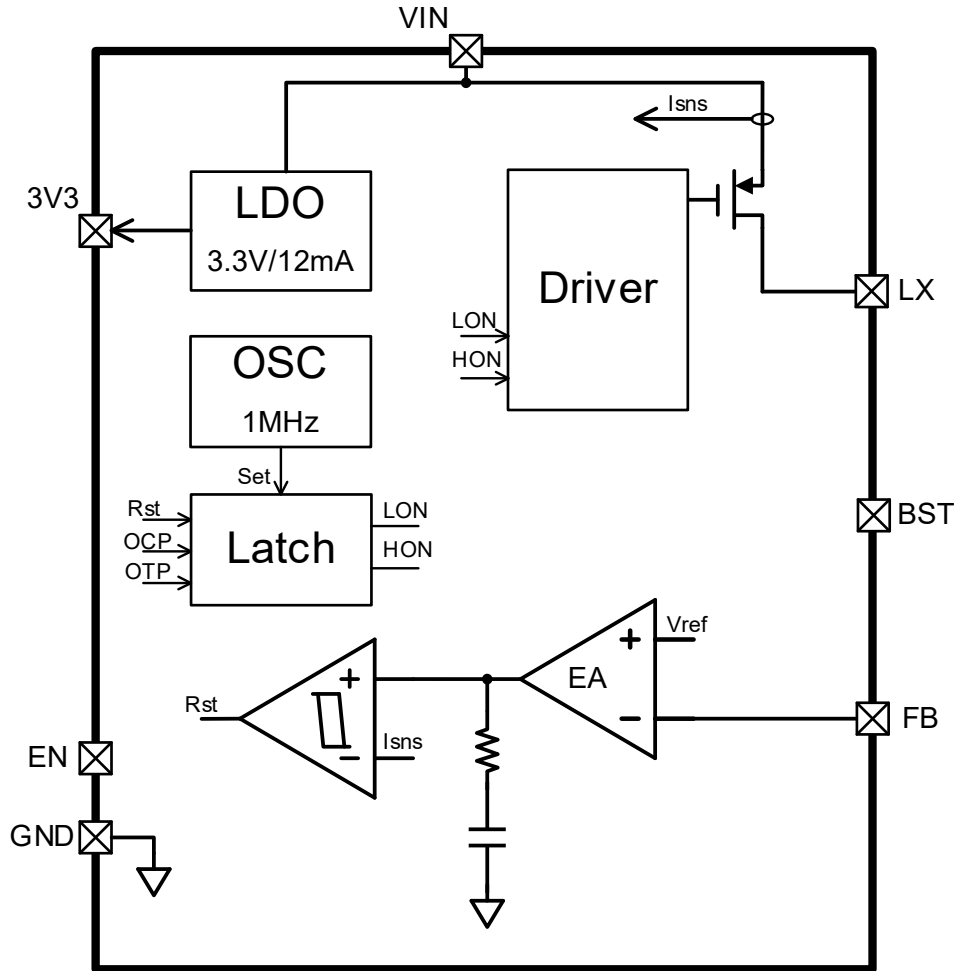 VIN
Isns
3V3
LDO
3.3V/12mA
Driver
LX
LON
HON
OSC
1MHz
Set
Rst
OCP
OTP
Latch
LON
HON
BST
Vref
EA
FB
Rst
Isns
EN
GND